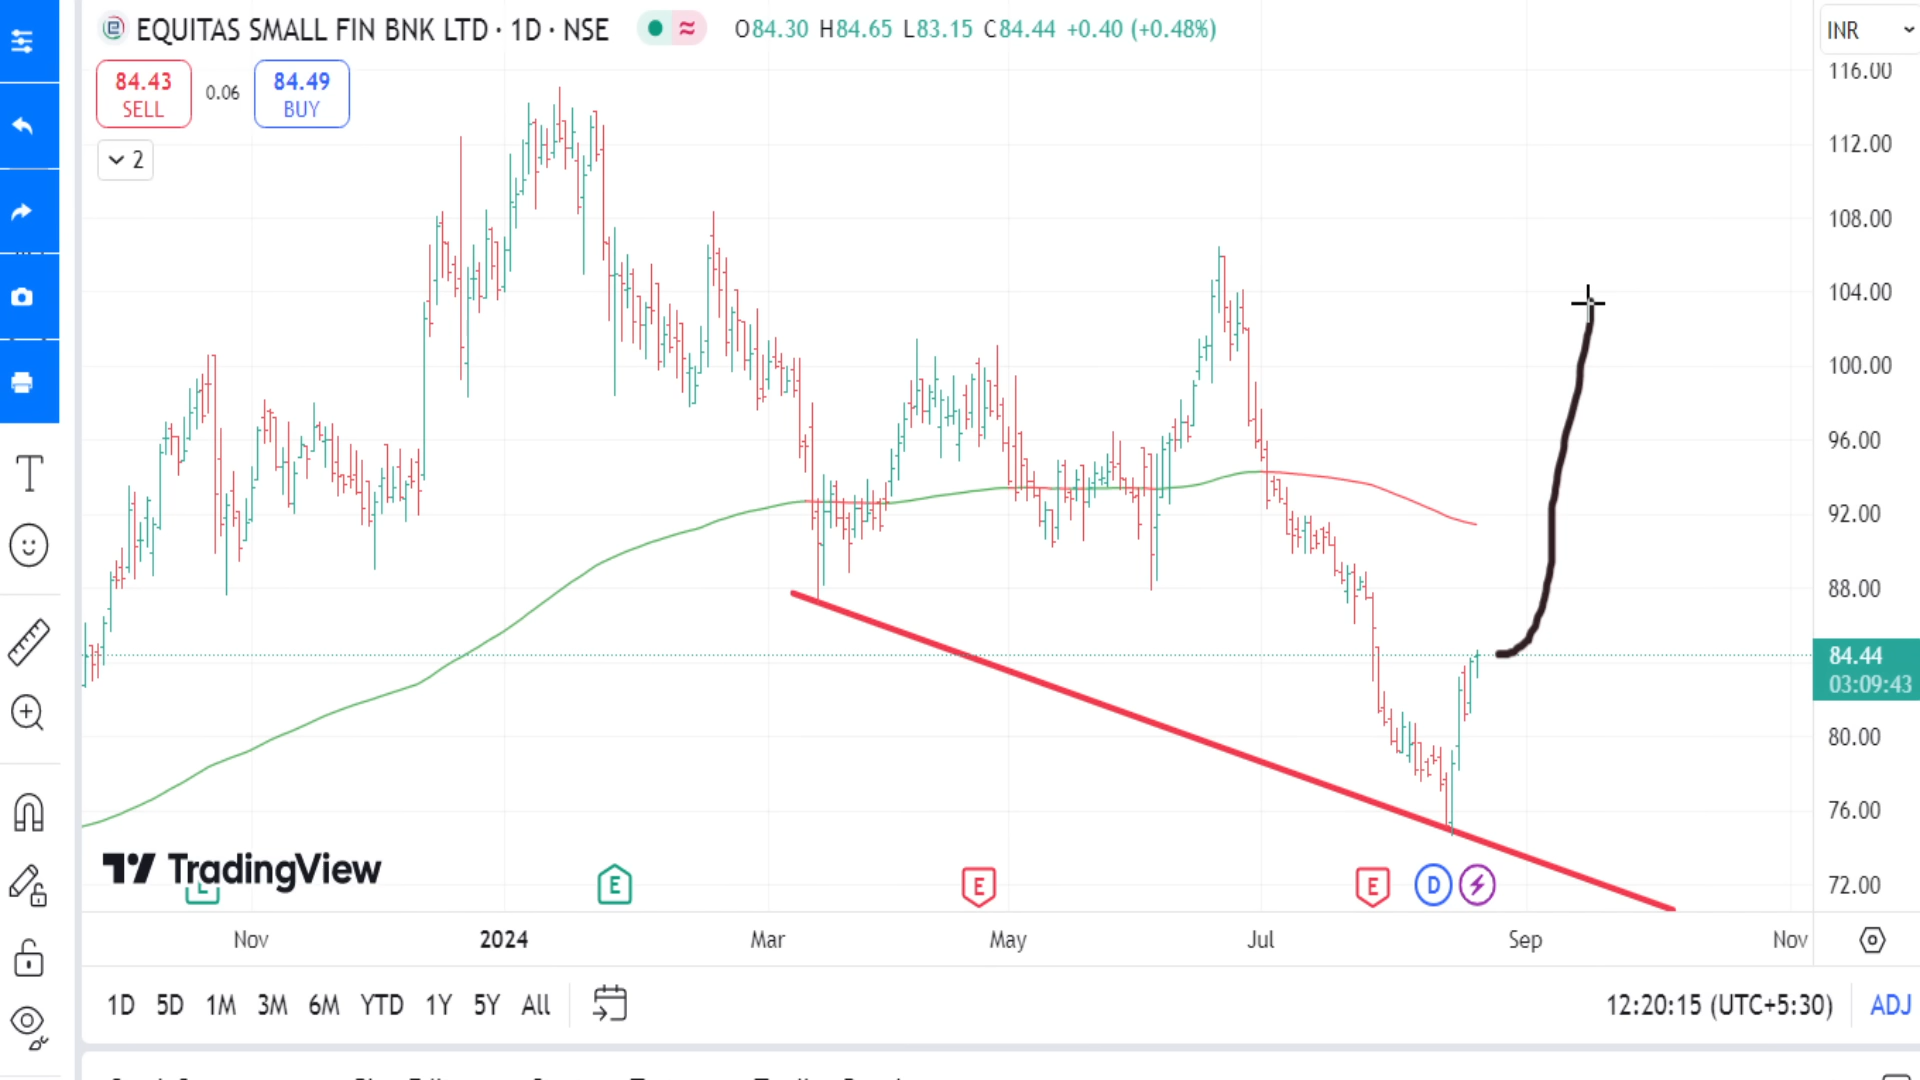 EQUITAS SMALL FIN BNK LTD · 1D · NSE
O84.30 H84.65 L83.15 C84.44 +0.40 (+0.48%)
INR
84.43
SELL
0.06
84.49
BUY
2
116.00
112.00
108.00
104.00
100.00
96.00
92.00
88.00
84.44
03:09:43
80.00
76.00
72.00
TradingView
E
E
E
D
Nov
2024
Mar
May
Jul
Sep
Nov
1D 5D 1M 3M 6M YTD 1Y 5Y All
12:20:15 (UTC+5:30)
ADJ